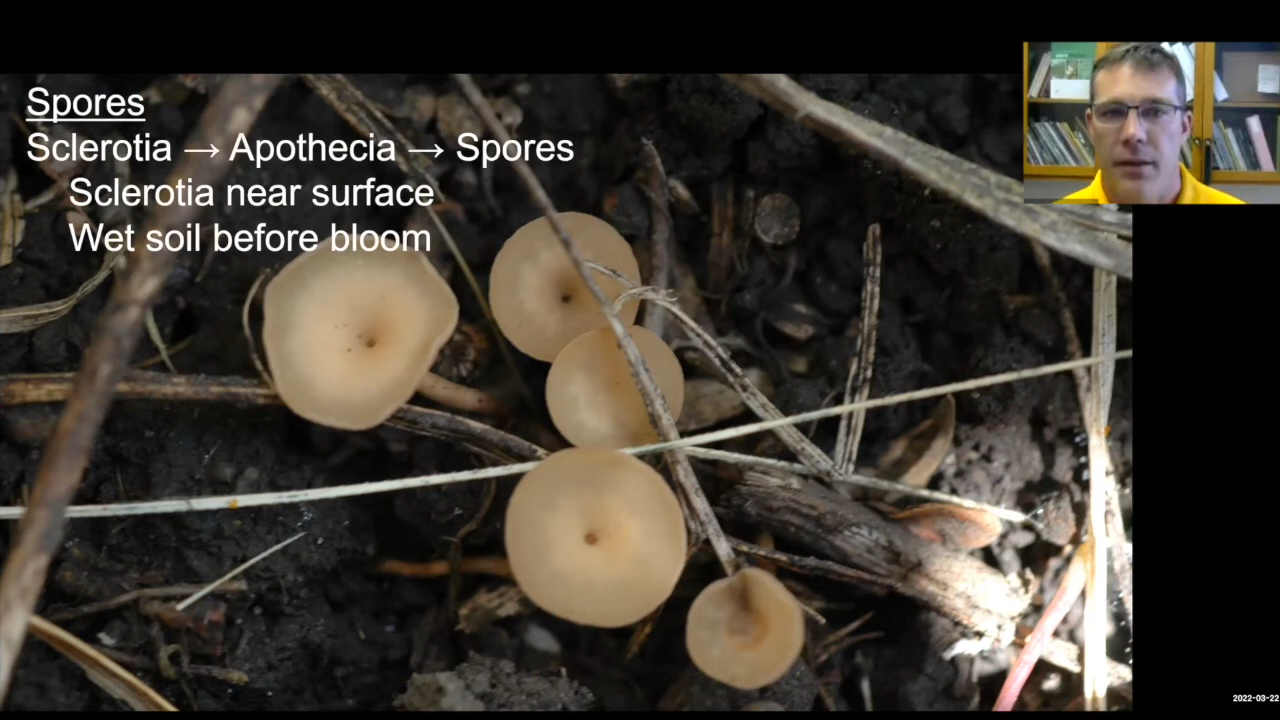 Spores
Sclerotia → Apothecia → Spores
Sclerotia near surface
Wet soil before bloom
2022-03-22